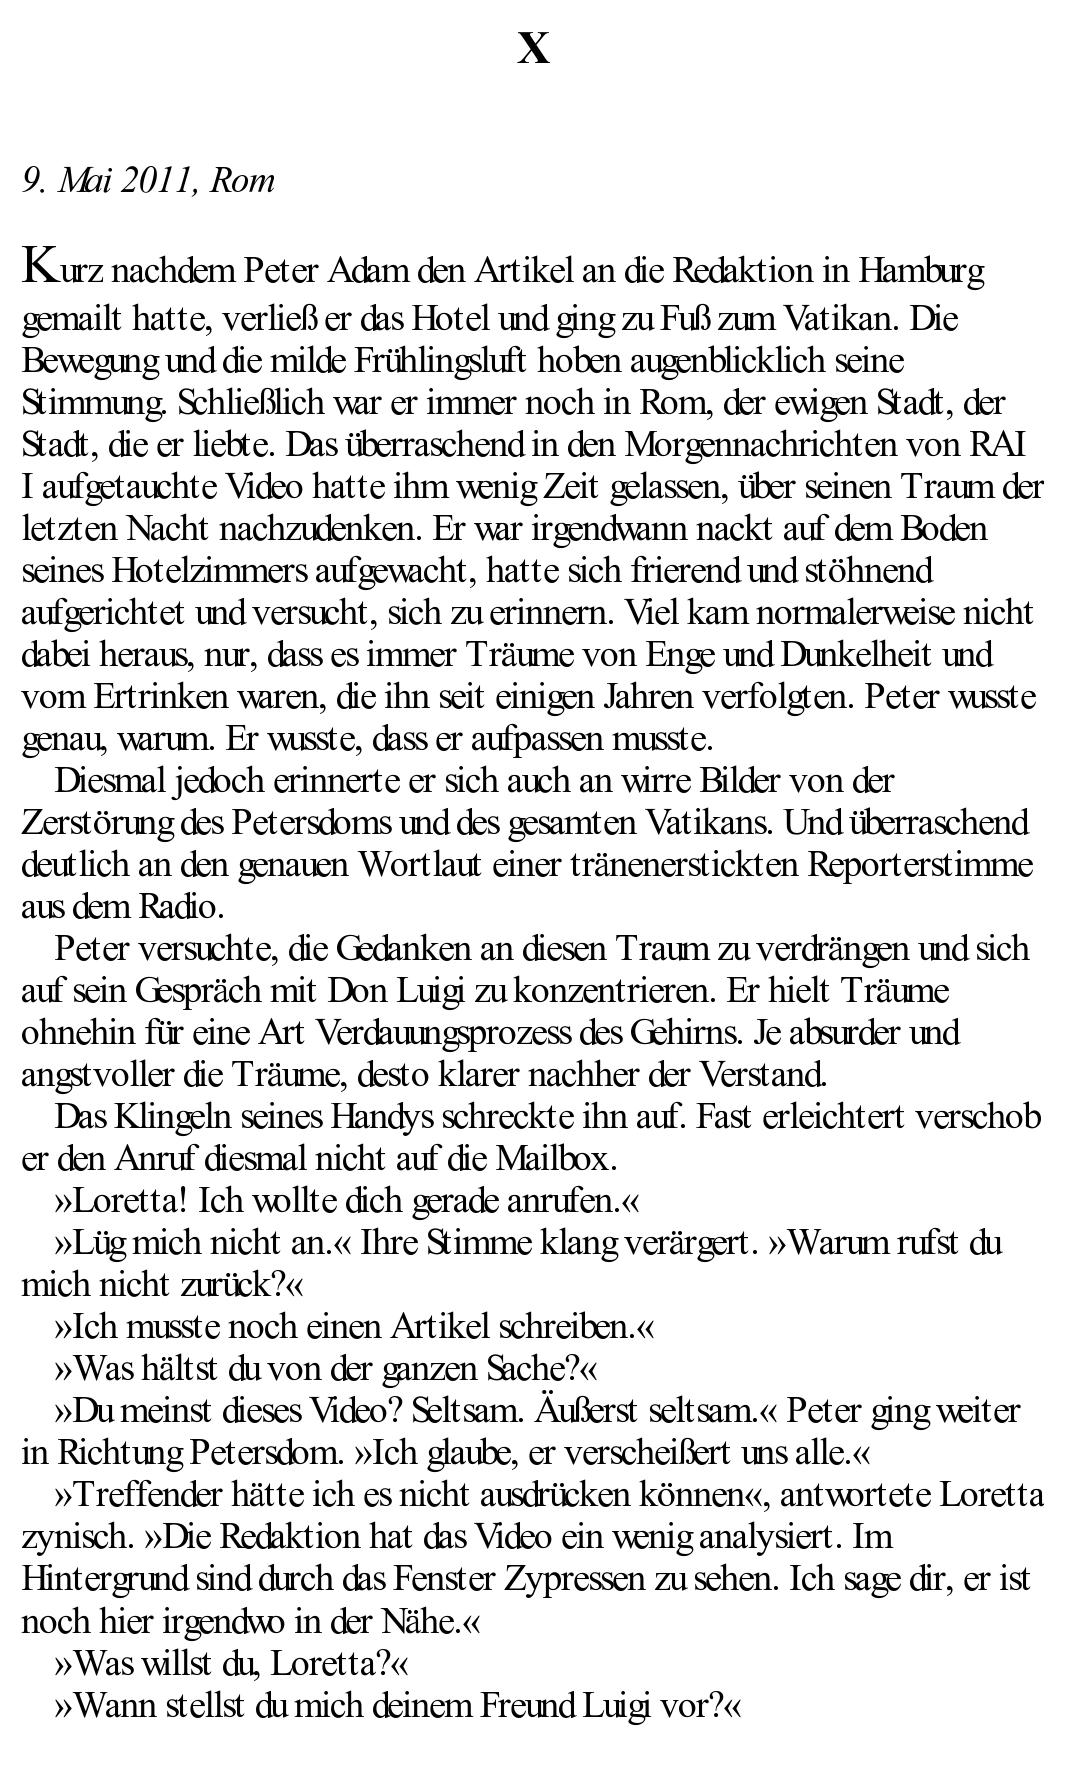 X
9. Mai 2011, Rom
Kurz nachdem Peter Adam den Artikel an die Redaktion in Hamburg
gemailt hatte, verließ er das Hotel und ging zu Fuß zum Vatikan. Die
Bewegung und die milde Frühlingsluft hoben augenblicklich seine
Stimmung. Schließlich war er immer noch in Rom, der ewigen Stadt, der
Stadt, die er liebte. Das überraschend in den Morgennachrichten von RAI
I aufgetauchte Video hatte ihm wenig Zeit gelassen, über seinen Traum der
letzten Nacht nachzudenken. Er war irgendwann nackt auf dem Boden
seines Hotelzimmers aufgewacht, hatte sich frierend und stöhnend
aufgerichtet und versucht, sich zu erinnern. Viel kam normalerweise nicht
dabei heraus, nur, dass es immer Träume von Enge und Dunkelheit und
vom Ertrinken waren, die ihn seit einigen Jahren verfolgten. Peter wusste
genau, warum. Er wusste, dass er aufpassen musste.
Diesmal jedoch erinnerte er sich auch an wirre Bilder von der
Zerstörung des Petersdoms und des gesamten Vatikans. Und überraschend
deutlich an den genauen Wortlaut einer tränenerstickten Reporterstimme
aus dem Radio.
Peter versuchte, die Gedanken an diesen Traum zu verdrängen und sich
auf sein Gespräch mit Don Luigi zu konzentrieren. Er hielt Träume
ohnehin für eine Art Verdauungsprozess des Gehirns. Je absurder und
angstvoller die Träume, desto klarer nachher der Verstand.
Das Klingeln seines Handys schreckte ihn auf. Fast erleichtert verschob
er den Anruf diesmal nicht auf die Mailbox.
»Loretta! Ich wollte dich gerade anrufen.«
»Lüg mich nicht an.« Ihre Stimme klang verärgert. »Warum rufst du
mich nicht zurück?«
»Ich musste noch einen Artikel schreiben.«
»Was hältst du von der ganzen Sache?«
»Du meinst dieses Video? Seltsam. Äußerst seltsam.« Peter ging weiter
in Richtung Petersdom. »Ich glaube, er verscheißert uns alle.«
»Treffender hätte ich es nicht ausdrücken können«, antwortete Loretta
zynisch. »Die Redaktion hat das Video ein wenig analysiert. Im
Hintergrund sind durch das Fenster Zypressen zu sehen. Ich sage dir, er ist
noch hier irgendwo in der Nähe.«
»Was willst du, Loretta?«
»Wann stellst du mich deinem Freund Luigi vor?«